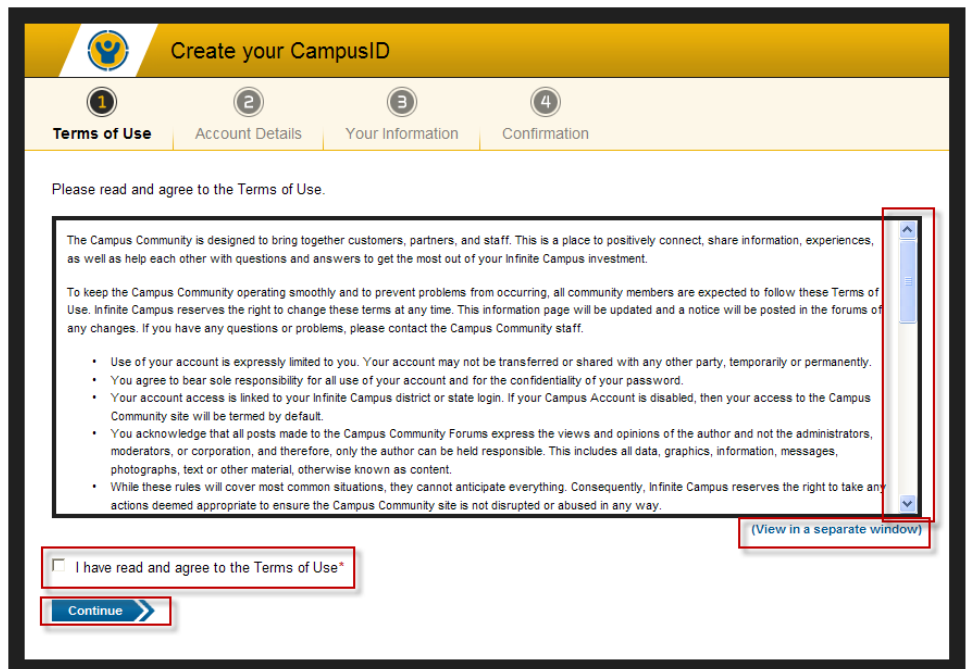 Create your CampusID
1 2 3 4
Terms of Use Account Details Your Information Confirmation
Please read and agree to the Terms of Use.
The Campus Community is designed to bring together customers, partners, and staff. This is a place to positively connect, share information, experiences,
as well as help each other with questions and answers to get the most out of your Infinite Campus investment.
To keep the Campus Community operating smoothly and to prevent problems from occurring, all community members are expected to follow these Terms of
Use. Infinite Campus reserves the right to change these terms at any time. This information page will be updated and a notice will be posted in the forums of
any changes. If you have any questions or problems, please contact the Campus Community staff.
• Use of your account is expressly limited to you. Your account may not be transferred or shared with any other party, temporarily or permanently.
• You agree to bear sole responsibility for all use of your account and for the confidentiality of your password.
• Your account access is linked to your Infinite Campus district or state login. If your Campus Account is disabled, then your access to the Campus
Community site will be termed by default.
• You acknowledge that all posts made to the Campus Community Forums express the views and opinions of the author and not the administrators,
moderators, or corporation, and therefore, only the author can be held responsible. This includes all data, graphics, information, messages,
photographs, text or other material, otherwise known as content.
• While these rules will cover most common situations, they cannot anticipate everything. Consequently, Infinite Campus reserves the right to take any
actions deemed appropriate to ensure the Campus Community site is not disrupted or abused in any way.
(View in a separate window)
I have read and agree to the Terms of Use*
Continue